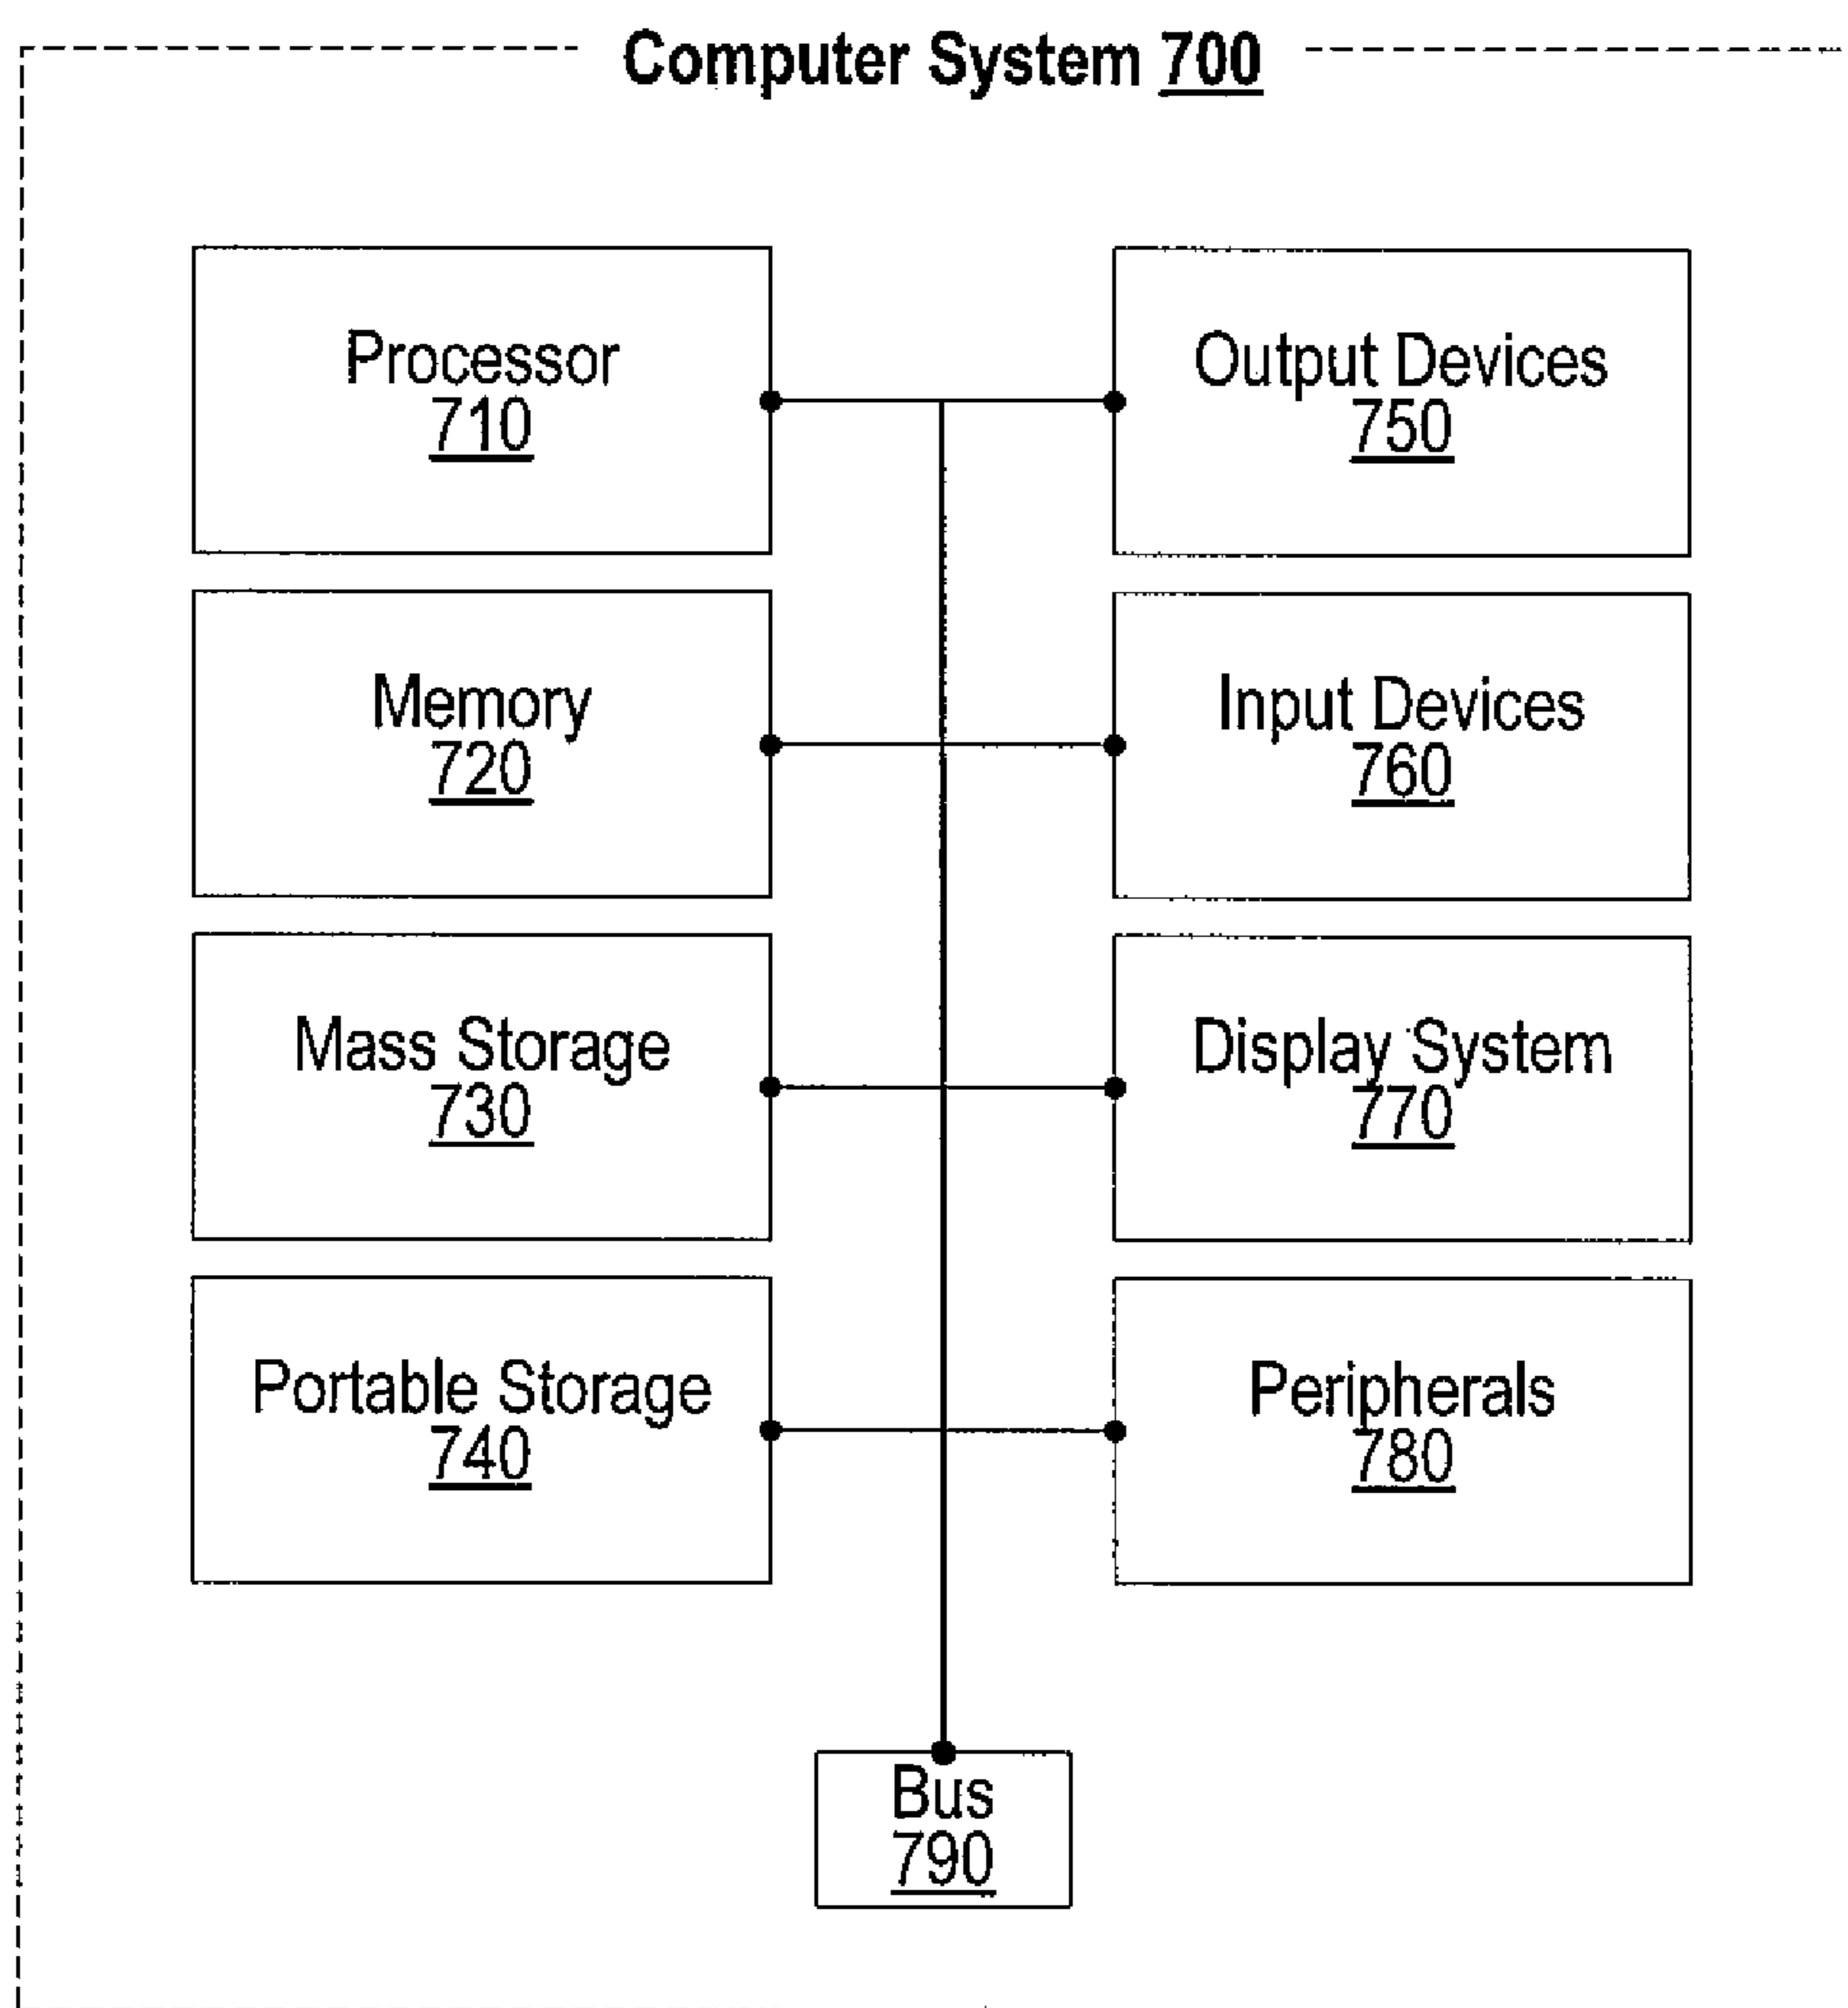 Computer System 700
Processor
710
Output Devices
750
Memory
720
Input Devices
760
Mass Storage
730
Display System
770
Portable Storage
740
Peripherals
780
Bus
790